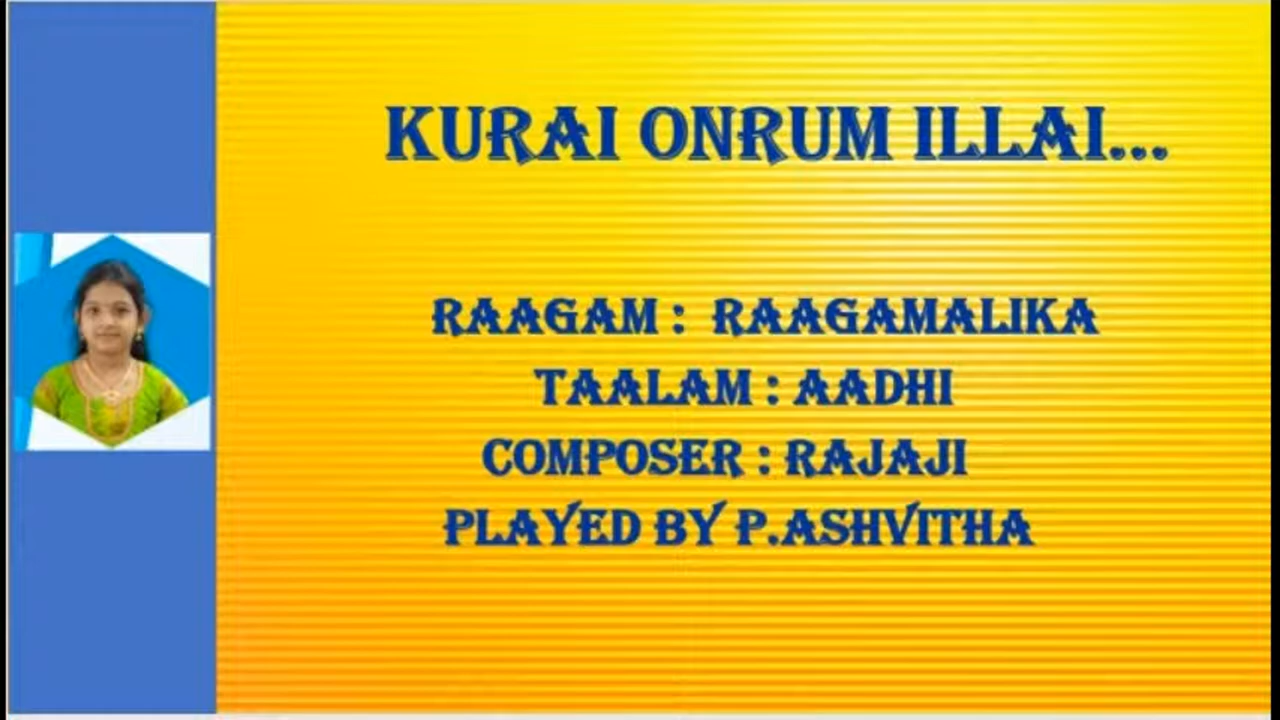 KURAI ONRUM ILLAI...
RAAGAM : RAAGAMALIKA
TAALAM : AADHI
COMPOSER : RAJAJI
PLAYED BY P.ASHVITHA